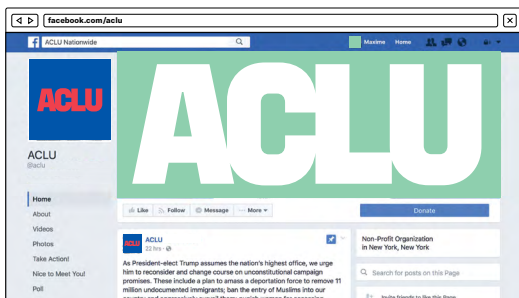 facebook.com/aclu
ACLU Nationwide
Maxime Home
ACLU
ACLU
ACLU
@aclu
Home
About
Videos
Photos
Take Action!
Nice to Meet You!
Poll
Like Follow Message More
Donate
ACLU
ACLU
22 hrs
As President-elect Trump assumes the nation's highest office, we urge
him to reconsider and change course on unconstitutional campaign
promises. These include a plan to amass a deportation force to remove 11
million undocumented immigrants; ban the entry of Muslims into our
Non-Profit Organization
in New York, New York
Search for posts on this Page
Invite friends to like this Page